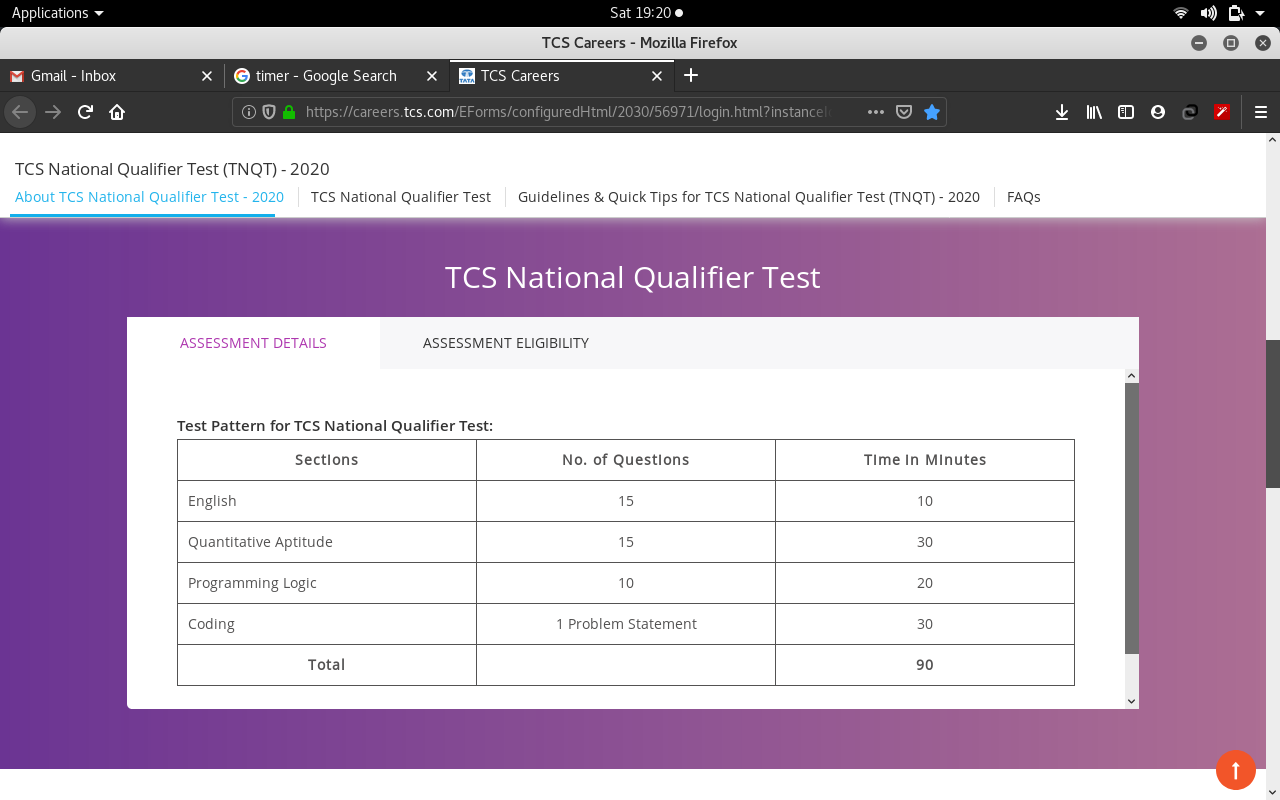 Applications
Sat 19:20
TCS Careers - Mozilla Firefox
Gmail - Inbox
timer - Google Search
TATA TCS Careers
https://careers.tcs.com/EForms/configuredHtml/2030/56971/login.html?instanceI
TCS National Qualifier Test (TNQT) - 2020
About TCS National Qualifier Test - 2020 TCS National Qualifier Test Guidelines & Quick Tips for TCS National Qualifier Test (TNQT) - 2020 FAQs
TCS National Qualifier Test
ASSESSMENT DETAILS ASSESSMENT ELIGIBILITY
Test Pattern for TCS National Qualifier Test:
Sections No. of Questions Time in Minutes
English 15 10
Quantitative Aptitude 15 30
Programming Logic 10 20
Coding 1 Problem Statement 30
Total 90